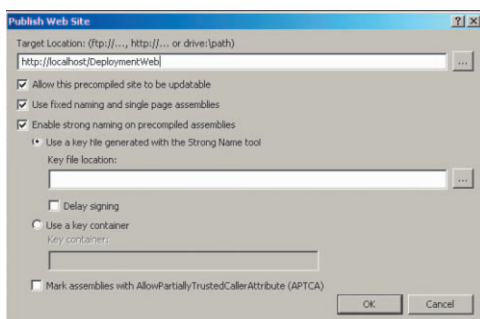 Publish Web Site
Target Location: (ftp://..., http://... or drive:\path)
http://localhost/DeploymentWeb
...
Allow this precompiled site to be updatable
Use fixed naming and single page assemblies
Enable strong naming on precompiled assemblies
Use a key file generated with the Strong Name tool
Key file location:
...
Delay signing
Use a key container
Key container:
Mark assemblies with AllowPartiallyTrustedCallerAttribute (APTCA)
OK Cancel